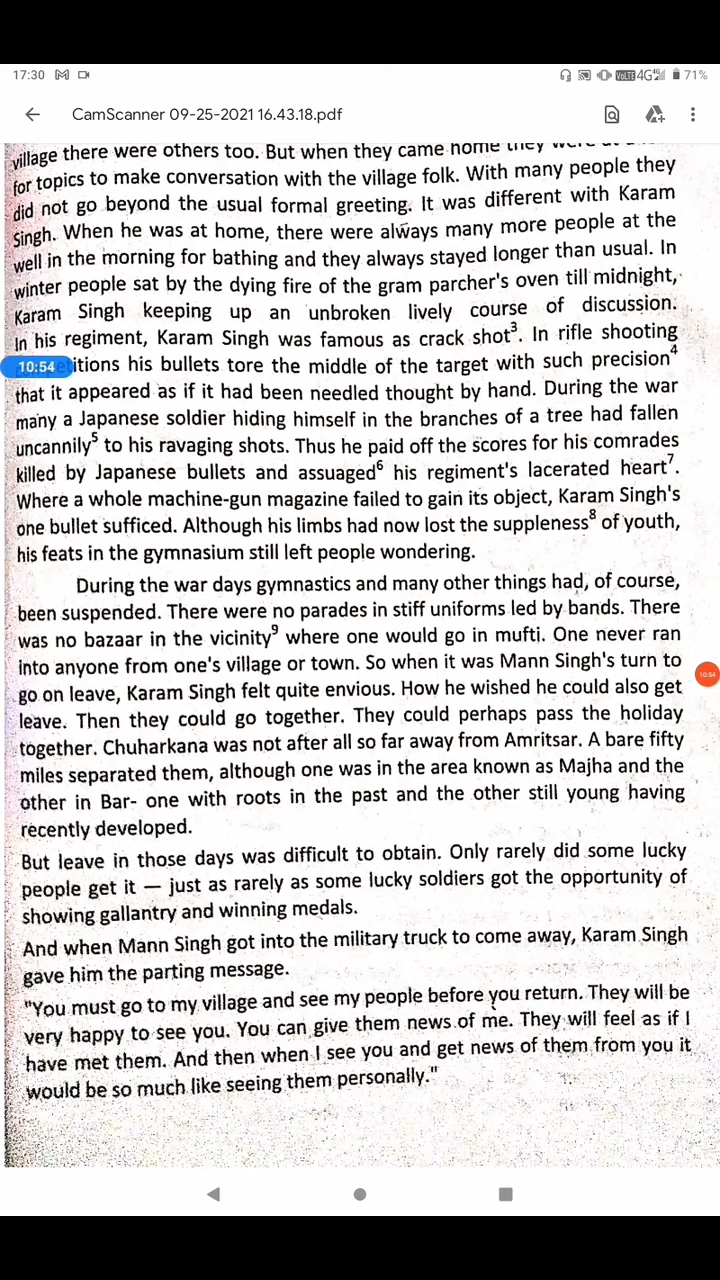 17:30 VoLTE 4G 4G 71%
CamScanner 09-25-2021 16.43.18.pdf
village there were others too. But when they came home they were at
for topics to make conversation with the village folk. With many people they
did not go beyond the usual formal greeting. It was different with Karam
Singh. When he was at home, there were always many more people at the
well in the morning for bathing and they always stayed longer than usual. In
winter people sat by the dying fire of the gram parcher's oven till midnight,
Karam Singh keeping up an unbroken lively course of discussion.
In his regiment, Karam Singh was famous as crack shot3. In rifle shooting
10:54 itions his bullets tore the middle of the target with such precision4
that it appeared as if it had been needled thought by hand. During the war
many a Japanese soldier hiding himself in the branches of a tree had fallen
uncannily5 to his ravaging shots. Thus he paid off the scores for his comrades
killed by Japanese bullets and assuaged6 his regiment's lacerated heart7.
Where a whole machine-gun magazine failed to gain its object, Karam Singh's
one bullet sufficed. Although his limbs had now lost the suppleness8 of youth,
his feats in the gymnasium still left people wondering.
During the war days gymnastics and many other things had, of course,
been suspended. There were no parades in stiff uniforms led by bands. There
was no bazaar in the vicinity9 where one would go in mufti. One never ran
into anyone from one's village or town. So when it was Mann Singh's turn to
go on leave, Karam Singh felt quite envious. How he wished he could also get
10:54
leave. Then they could go together. They could perhaps pass the holiday
together. Chuharkana was not after all so far away from Amritsar. A bare fifty
miles separated them, although one was in the area known as Majha and the
other in Bar- one with roots in the past and the other still young having
recently developed.
But leave in those days was difficult to obtain. Only rarely did some lucky
people get it — just as rarely as some lucky soldiers got the opportunity of
showing gallantry and winning medals.
And when Mann Singh got into the military truck to come away, Karam Singh
gave him the parting message.
"You must go to my village and see my people before you return. They will be
very happy to see you. You can give them news of me. They will feel as if I
have met them. And then when I see you and get news of them from you it
would be so much like seeing them personally."